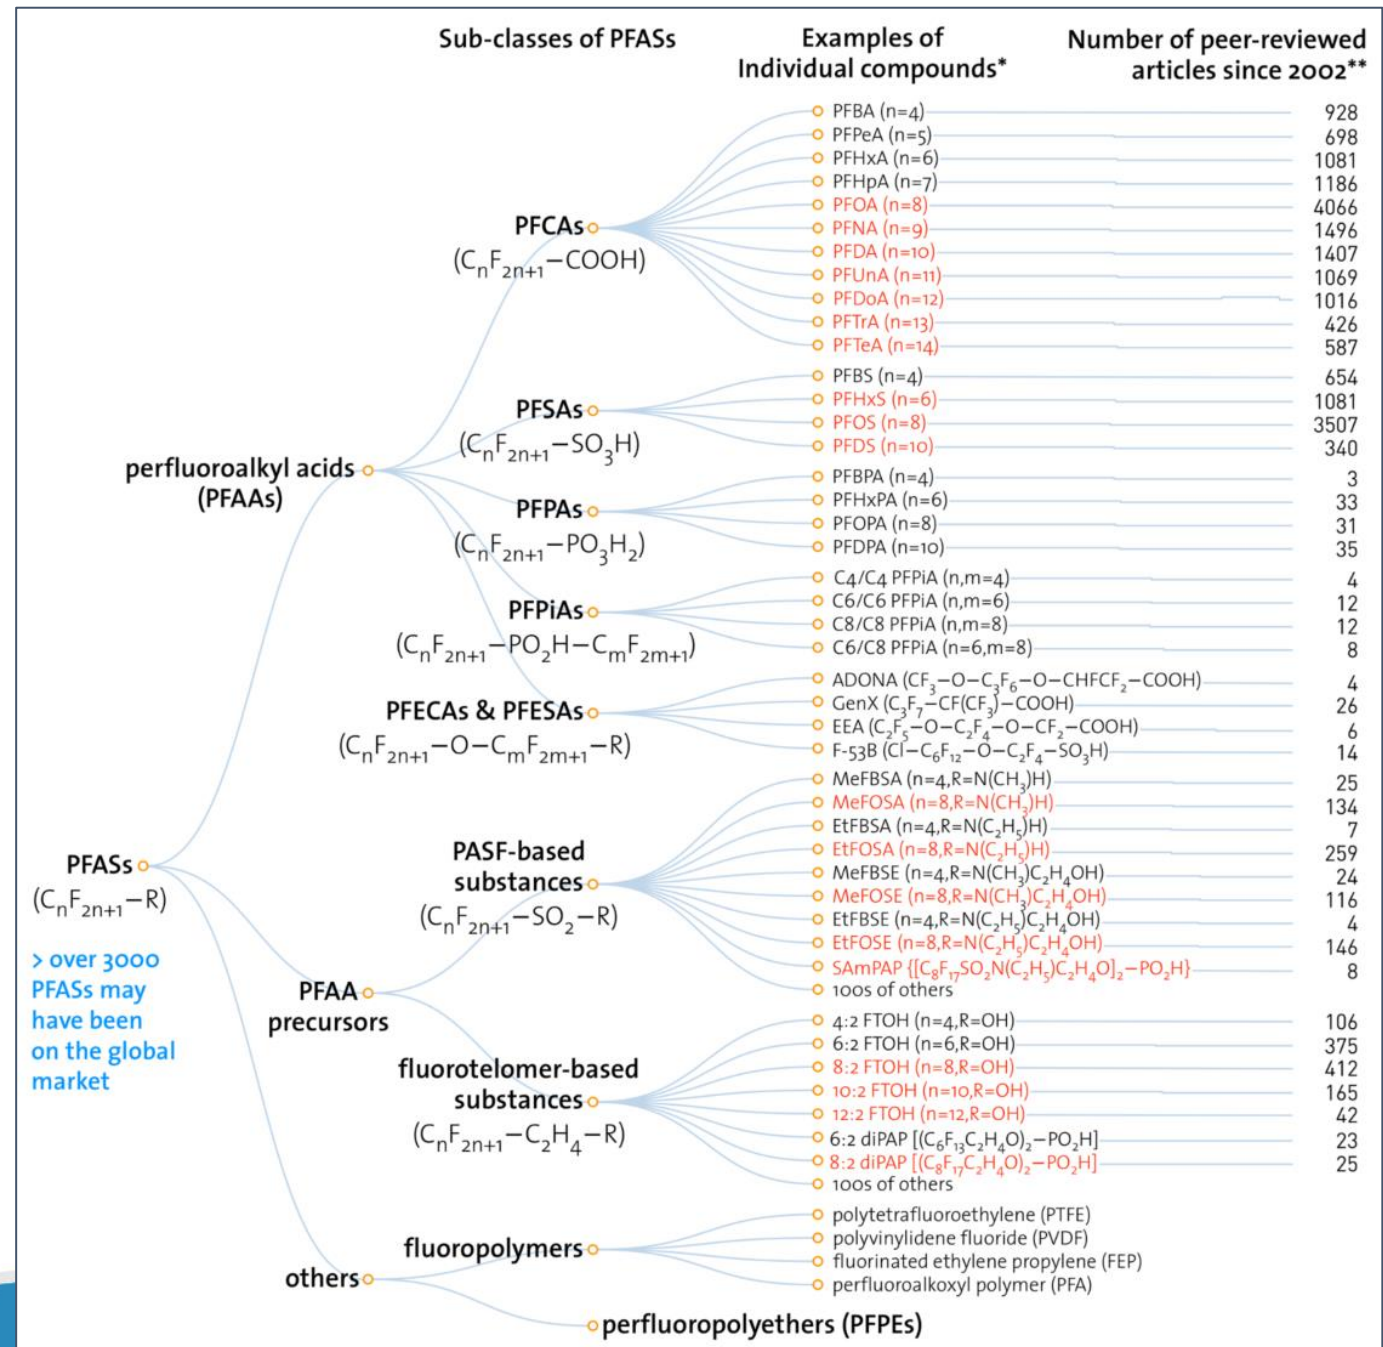 Sub-classes of PFASs
Examples of
Individual compounds*
Number of peer-reviewed
articles since 2002**
PFASs
(CnF2n+1–R)
> over 3000
PFASs may
have been
on the global
market
perfluoroalkyl acids
(PFAAs)
PFCAs
(CnF2n+1–COOH)
PFBA (n=4) 928
PFPeA (n=5) 698
PFHxA (n=6) 1081
PFHpA (n=7) 1186
PFOA (n=8) 4066
PFNA (n=9) 1496
PFDA (n=10) 1407
PFUnA (n=11) 1069
PFDoA (n=12) 1016
PFTrA (n=13) 426
PFTeA (n=14) 587
PFSAs
(CnF2n+1–SO3H)
PFBS (n=4) 654
PFHxS (n=6) 1081
PFOS (n=8) 3507
PFDS (n=10) 340
PFPAs
(CnF2n+1–PO3H2)
PFBPA (n=4) 3
PFHxPA (n=6) 33
PFOPA (n=8) 31
PFDPA (n=10) 35
PFPiAs
(CnF2n+1–PO2H–CmF2m+1)
C4/C4 PFPiA (n,m=4) 4
C6/C6 PFPiA (n,m=6) 12
C8/C8 PFPiA (n,m=8) 12
C6/C8 PFPiA (n=6,m=8) 8
PFECAs & PFESAs
(CnF2n+1–O–CmF2m+1–R)
ADONA (CF3–O–C3F6–O–CHFCF2–COOH) 4
GenX (C3F7–CF(CF3)–COOH) 26
EEA (C2F5–O–C2F4–O–CF2–COOH) 6
F-53B (Cl–C6F12–O–C2F4–SO3H) 14
PFAA
precursors
PASF-based
substances
(CnF2n+1–SO2–R)
MeFBSA (n=4,R=N(CH3)H) 25
MeFOSA (n=8,R=N(CH3)H) 134
EtFBSA (n=4,R=N(C2H5)H) 7
EtFOSA (n=8,R=N(C2H5)H) 259
MeFBSE (n=4,R=N(CH3)C2H4OH) 24
MeFOSE (n=8,R=N(CH3)C2H4OH) 116
EtFBSE (n=4,R=N(C2H5)C2H4OH) 4
EtFOSE (n=8,R=N(C2H5)C2H4OH) 146
SAmPAP {[C8F17SO2N(C2H5)C2H4O]2–PO2H} 8
100s of others
fluorotelomer-based
substances
(CnF2n+1–C2H4–R)
4:2 FTOH (n=4,R=OH) 106
6:2 FTOH (n=6,R=OH) 375
8:2 FTOH (n=8,R=OH) 412
10:2 FTOH (n=10,R=OH) 165
12:2 FTOH (n=12,R=OH) 42
6:2 diPAP [(C6F13C2H4O)2–PO2H] 23
8:2 diPAP [(C8F17C2H4O)2–PO2H] 25
100s of others
others
fluoropolymers
polytetrafluoroethylene (PTFE)
polyvinylidene fluoride (PVDF)
fluorinated ethylene propylene (FEP)
perfluoroalkoxyl polymer (PFA)
perfluoropolyethers (PFPEs)